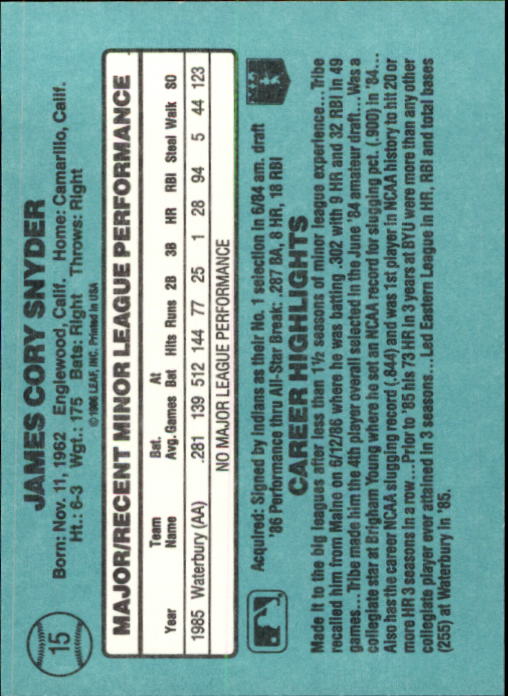 15
JAMES CORY SNYDER
Born: Nov. 11, 1962 Englewood, Calif. Home: Camarillo, Calif.
Ht.: 6-3 Wgt.: 175 Bats: Right Throws: Right
©1986 LEAF, INC. Printed in USA
MAJOR/RECENT MINOR LEAGUE PERFORMANCE
Year Team Name Bat. Avg. Games At Bat Hits Runs 2B 3B HR RBI Steal Walk SO
1985 Waterbury (AA) .281 139 512 144 77 25 1 28 94 5 44 123
NO MAJOR LEAGUE PERFORMANCE
Acquired: Signed by Indians as their No. 1 selection in 6/84 am. draft
'86 Performance thru All-Star Break: .287 BA, 8 HR, 18 RBI
CAREER HIGHLIGHTS
Made it to the big leagues after less than 1½ seasons of minor league experience...Tribe
recalled him from Maine on 6/12/86 where he was batting .302 with 9 HR and 32 RBI in 49
games...Tribe made him the 4th player overall selected in the June '84 amateur draft...Was a
collegiate star at Brigham Young where he set an NCAA record for slugging pct. (.900) in '84...
Also has the career NCAA slugging record (.844) and was 1st player in NCAA history to hit 20 or
more HR 3 seasons in a row...Prior to '85 his 73 HR in 3 years at BYU were more than any other
collegiate player ever attained in 3 seasons...Led Eastern League in HR, RBI and total bases
(255) at Waterbury in '85.